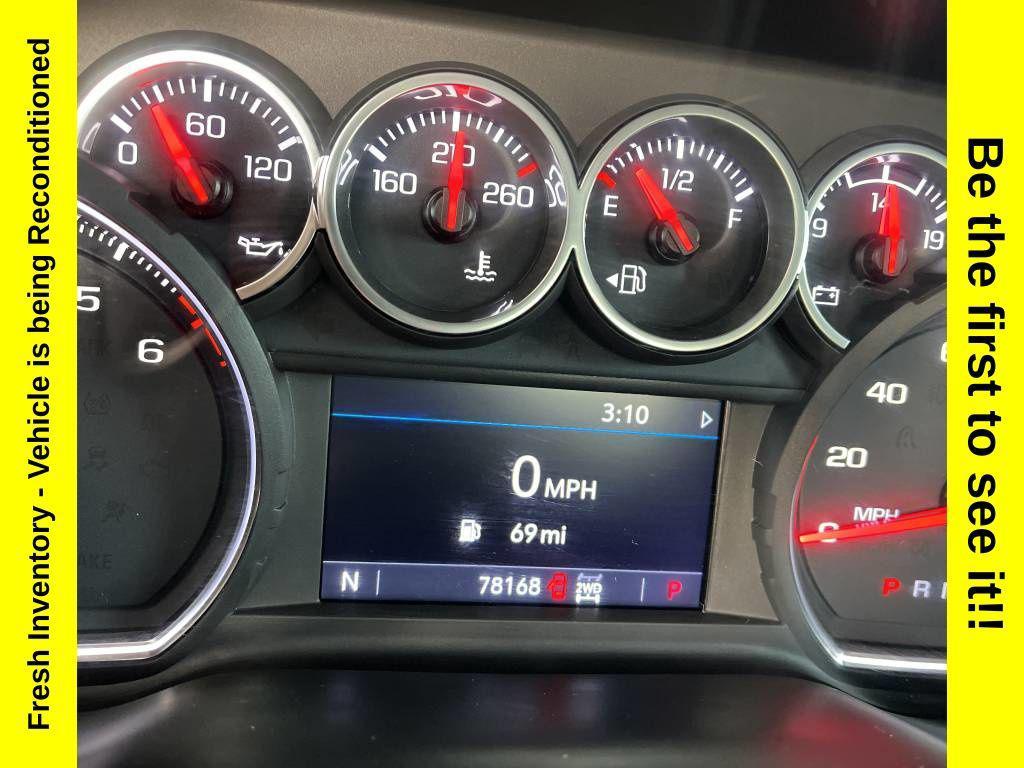 Fresh Inventory - Vehicle is being Reconditioned
0 60 120
160 210 260
E 1/2 F
9 14 19
5 6
3:10
0 MPH
69 mi
N 78168 2WD P
40
20
MPH
0
P R
Be the first to see it!!